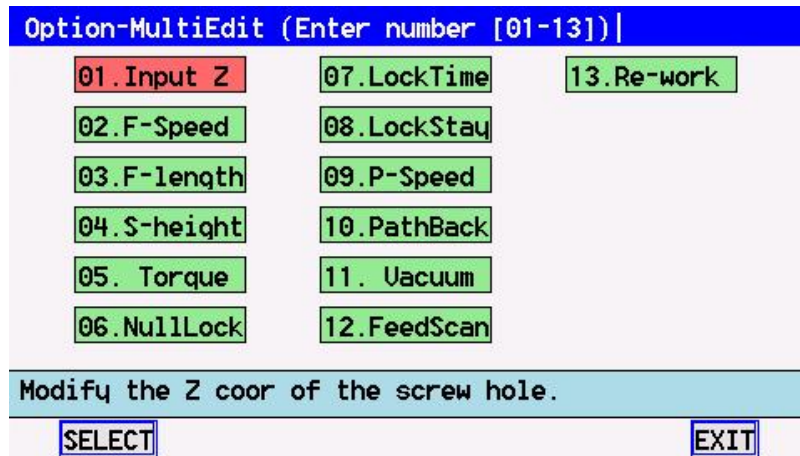 Option-MultiEdit (Enter number [01-13])|
01.Input Z
02.F-Speed
03.F-length
04.S-height
05. Torque
06.NullLock
07.LockTime
08.LockStay
09.P-Speed
10.PathBack
11. Vacuum
12.FeedScan
13.Re-work
Modify the Z coor of the screw hole.
SELECT
EXIT